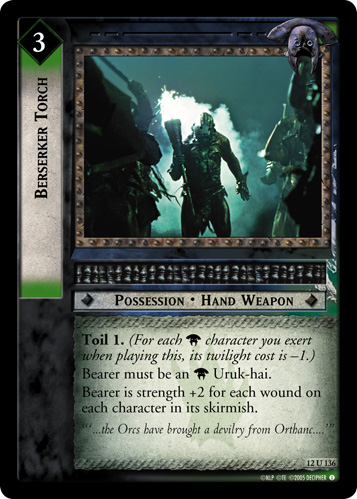 3
BERSERKER TORCH
POSSESSION • HAND WEAPON
Toil 1. (For each character you exert
when playing this, its twilight cost is –1.)
Bearer must be an Uruk-hai.
Bearer is strength +2 for each wound on
each character in its skirmish.
“‘...the Orcs have brought a devilry from Orthanc....’”
12 U 136
©NLP ©TE ©2005 DECIPHER